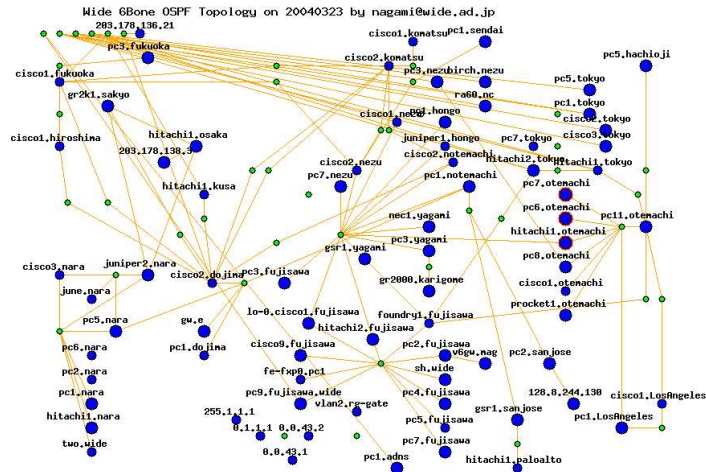 Wide 6Bone OSPF Topology on 20040323 by nagami@wide.ad.jp
203.178.136.21
cisco1.komatsu
pc1.sendai
pc3.fukuoka
cisco2.komatsu
pc5.hachioji
cisco1.fukuoka
pc3.nezu
birch.nezu
pc5.tokyo
gr2k1.sakyo
ra60.nc
pc1.tokyo
cisco1.nezu
pc1.hongo
cisco2.tokyo
cisco1.hiroshima
hitachi1.osaka
juniper1.hongo
pc7.tokyo
cisco3.tokyo
203.178.138.3
cisco2.nezu
cisco2.notemachi
hitachi2.tokyo
hitachi1.tokyo
pc7.nezu
pc1.notemachi
pc7.otemachi
hitachi1.kusa
pc6.otemachi
nec1.yagami
pc11.otemachi
hitachi1.otemachi
gsr1.yagami
pc3.yagami
cisco3.nara
juniper2.nara
cisco2.dojima
pc3.fujisawa
pc8.otemachi
june.nara
gr2000.karigome
cisco1.otemachi
pc5.nara
gw.e
lo-0.cisco1.fujisawa
foundry1.fujisawa
procket1.otemachi
hitachi2.fujisawa
pc6.nara
pc1.dojima
cisco9.fujisawa
pc2.fujisawa
v6gw.mag
pc2.sanjose
pc2.nara
fe-fxp0.pc1
sh.wide
pc1.nara
pc9.fujisawa.wide
pc4.fujisawa
128.8.244.130
cisco1.LosAngeles
hitachi1.nara
255.1.1.1
vlan2.rg-gate
pc5.fujisawa
gsr1.sanjose
pc1.LosAngeles
two.wide
0.1.1.1
0.0.43.2
pc7.fujisawa
0.0.43.1
pc1.adns
hitachi1.paloalto